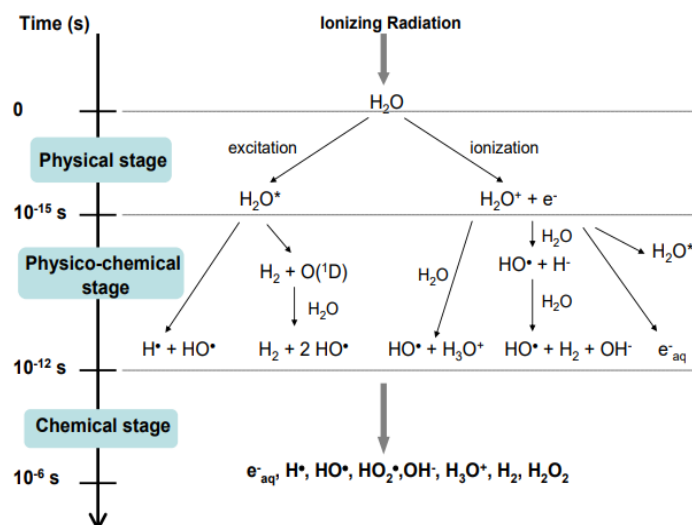 Time (s)
Ionizing Radiation
0
H₂O
excitation
ionization
Physical stage
H₂O*
H₂O⁺ + e⁻
10⁻¹⁵ s
H₂O
H₂O*
Physico-chemical
stage
H₂ + O(¹D)
H₂O
HO• + H⁻
H₂O
H₂O
H• + HO•
H₂ + 2 HO•
HO• + H₃O⁺
HO• + H₂ + OH⁻
e⁻aq
10⁻¹² s
Chemical stage
10⁻⁶ s
e⁻aq, H•, HO•, HO₂•,OH⁻, H₃O⁺, H₂, H₂O₂